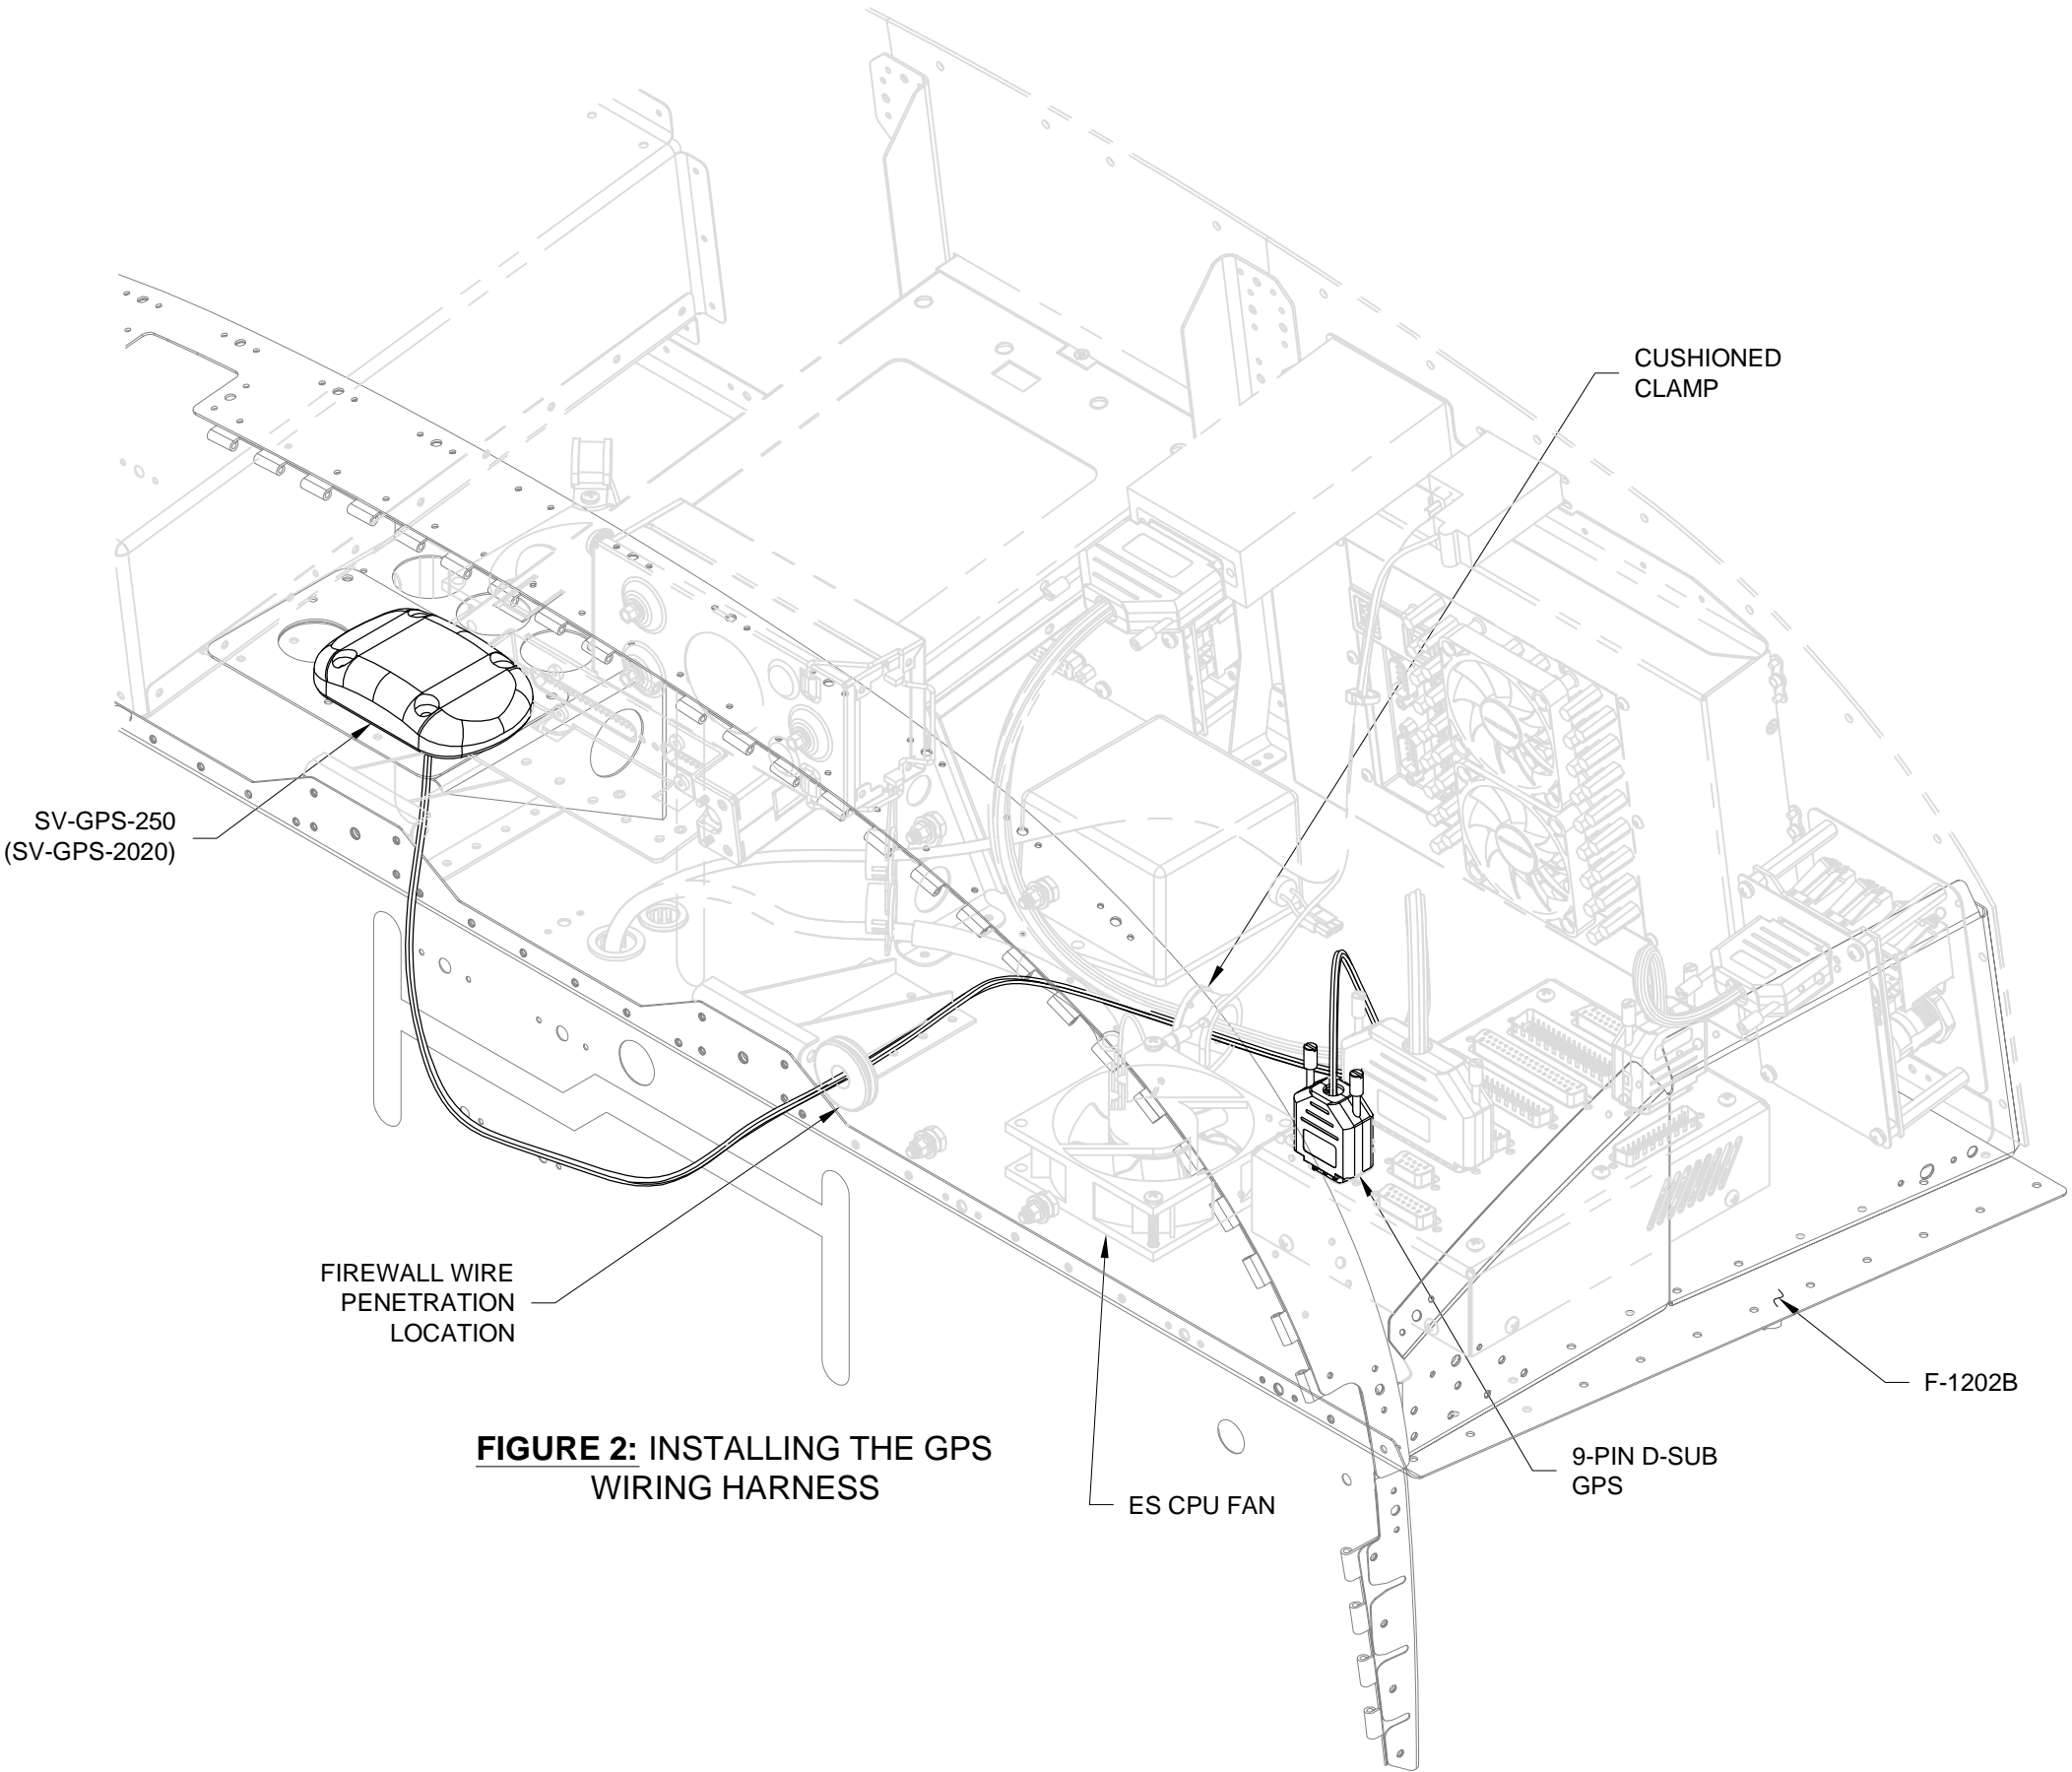 CUSHIONED
CLAMP
SV-GPS-250
(SV-GPS-2020)
FIREWALL WIRE
PENETRATION
LOCATION
F-1202B
9-PIN D-SUB
GPS
ES CPU FAN
FIGURE 2: INSTALLING THE GPS
WIRING HARNESS